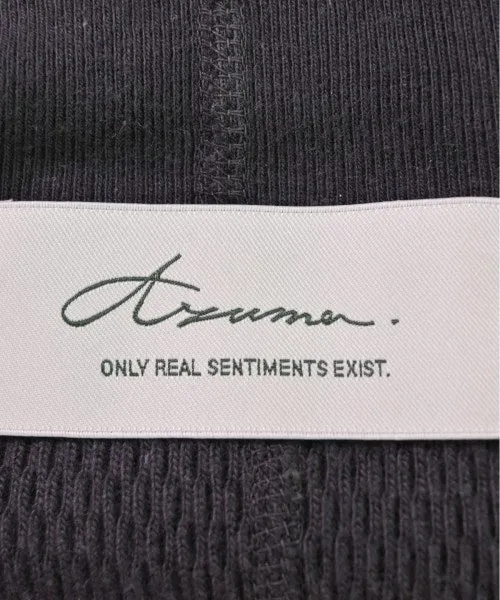 Azuma.
ONLY REAL SENTIMENTS EXIST.